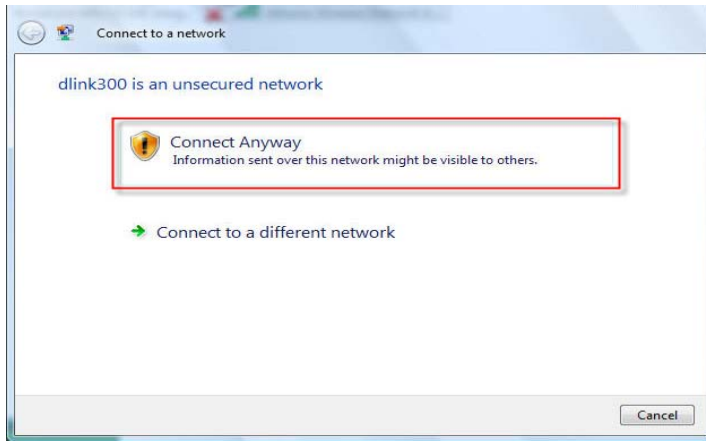 Connect to a network
dlink300 is an unsecured network
Connect Anyway
Information sent over this network might be visible to others.
Connect to a different network
Cancel